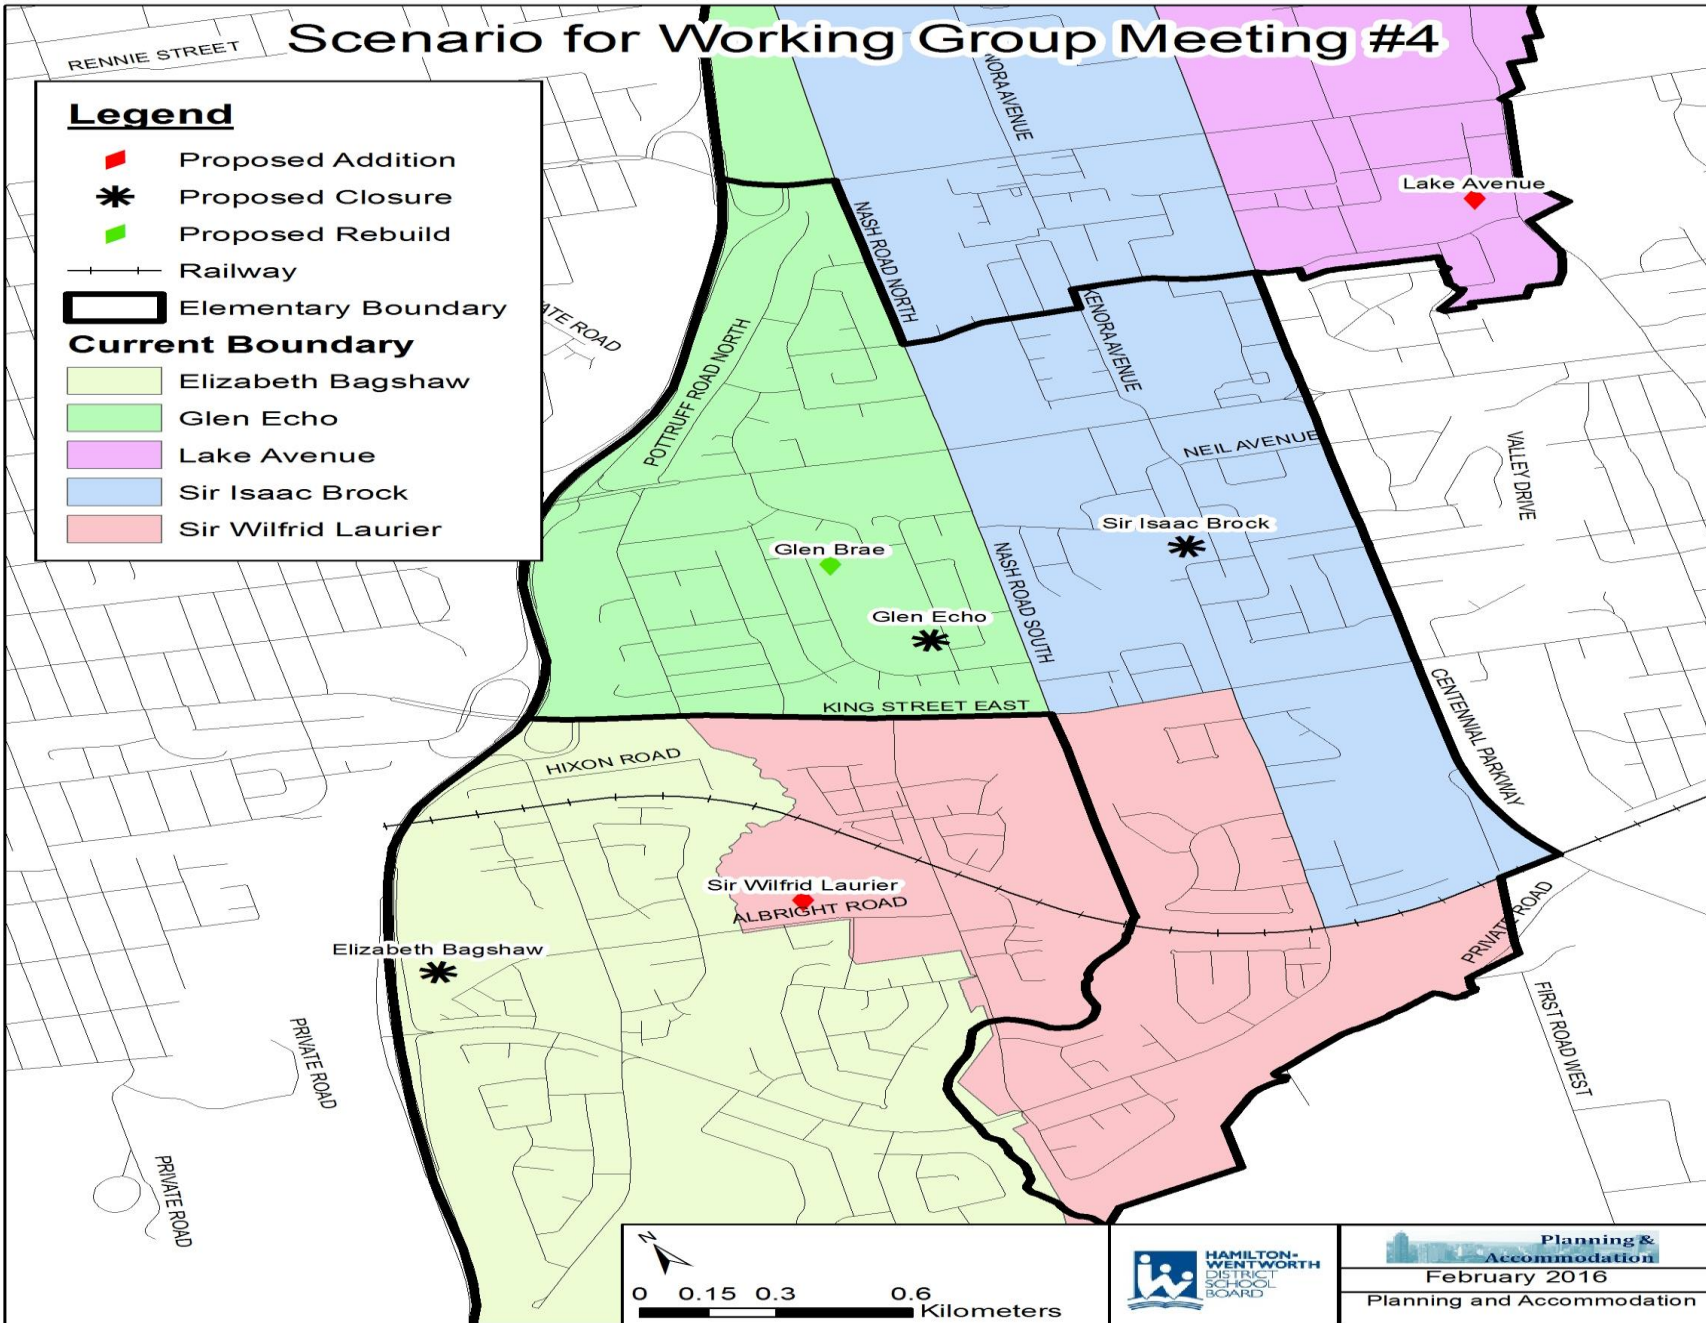 Scenario for Working Group Meeting #4
RENNIE STREET
NORA AVENUE
Legend
Proposed Addition
Proposed Closure
Proposed Rebuild
Railway
Elementary Boundary
Current Boundary
Elizabeth Bagshaw
Glen Echo
Lake Avenue
Sir Isaac Brock
Sir Wilfrid Laurier
Lake Avenue
NASH ROAD NORTH
KENORA AVENUE
ATE ROAD
POTTRUFF ROAD NORTH
NEIL AVENUE
VALLEY DRIVE
Sir Isaac Brock
Glen Brae
NASH ROAD SOUTH
Glen Echo
CENTENNIAL PARKWAY
KING STREET EAST
HIXON ROAD
Sir Wilfrid Laurier
ALBRIGHT ROAD
PRIVATE ROAD
Elizabeth Bagshaw
FIRST ROAD WEST
PRIVATE ROAD
PRIVATE ROAD
N
0 0.15 0.3 0.6
Kilometers
HAMILTON-
WENTWORTH
DISTRICT
SCHOOL
BOARD
Planning &
Accommodation
February 2016
Planning and Accommodation